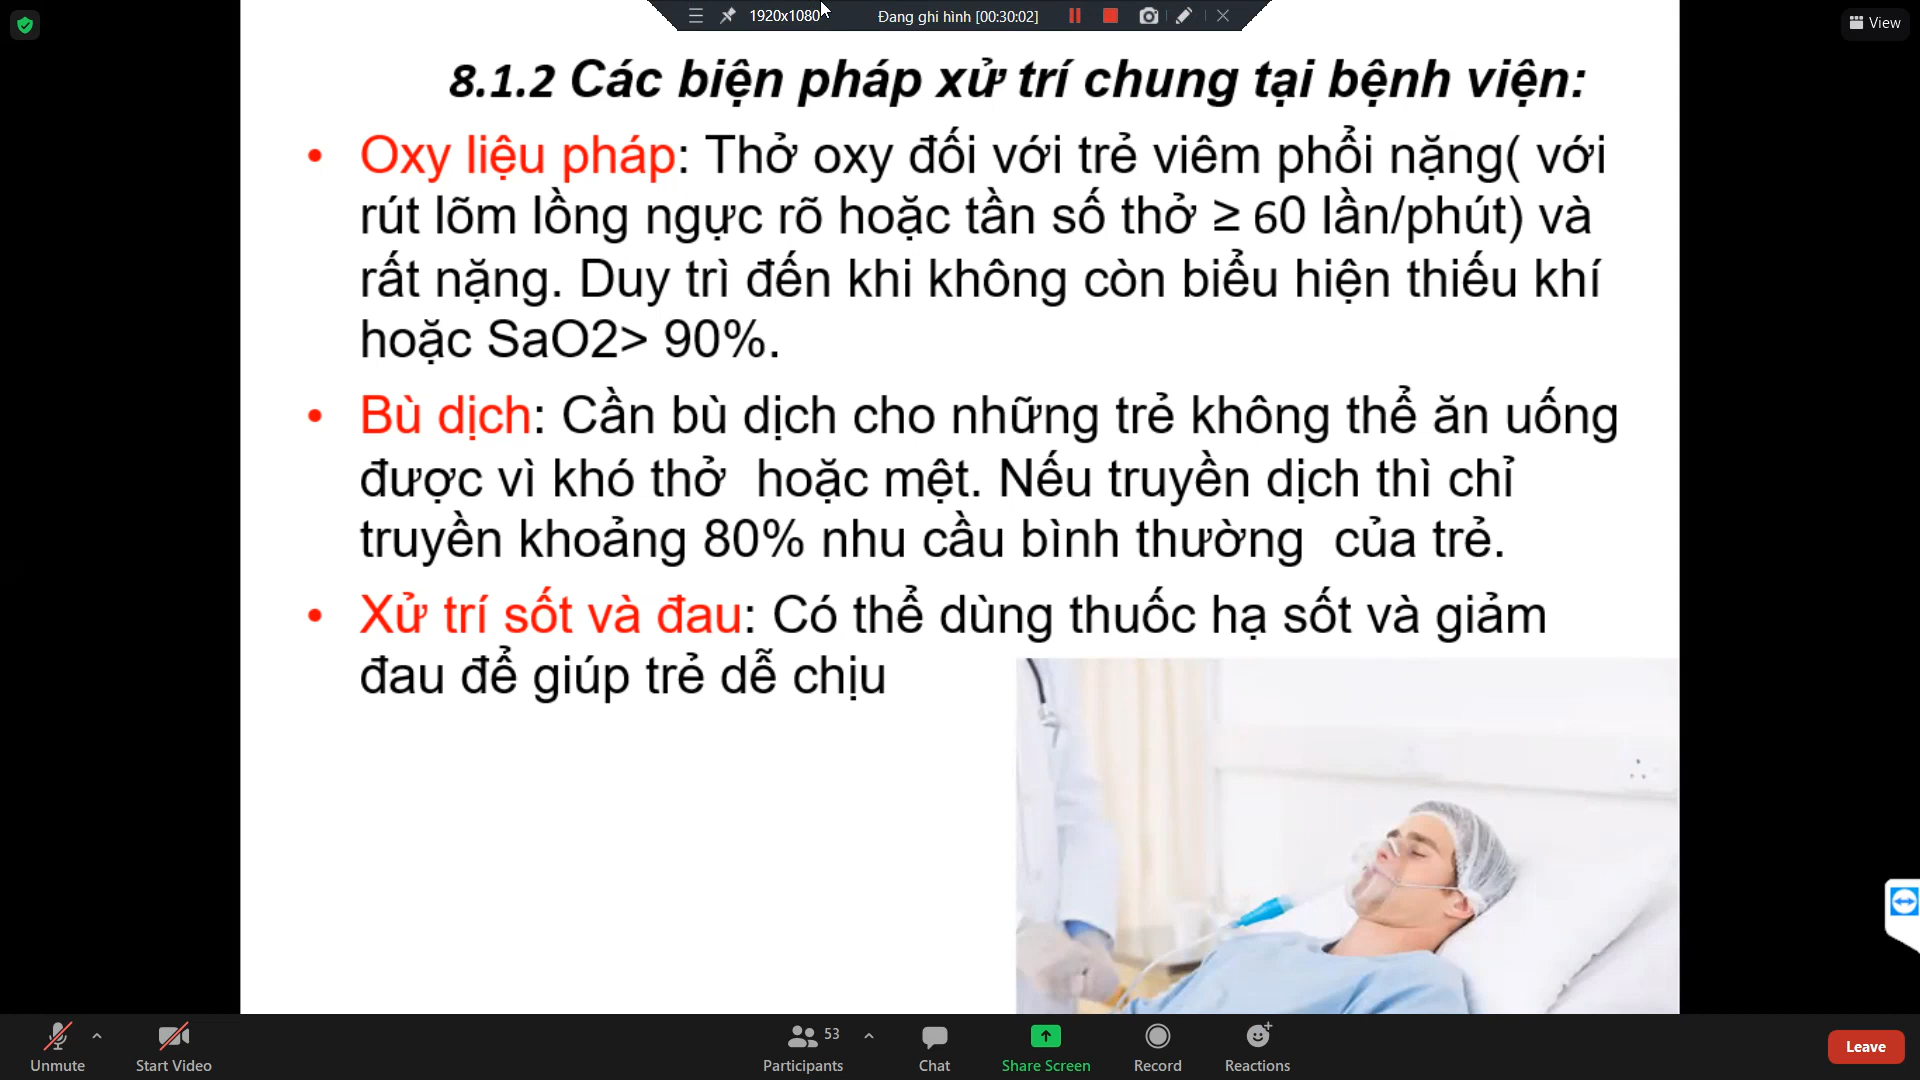 1920x1080
Đang ghi hình [00:30:02]
View
8.1.2 Các biện pháp xử trí chung tại bệnh viện:
• Oxy liệu pháp: Thở oxy đối với trẻ viêm phổi nặng( với
rút lõm lồng ngực rõ hoặc tần số thở ≥ 60 lần/phút) và
rất nặng. Duy trì đến khi không còn biểu hiện thiếu khí
hoặc SaO2> 90%.
• Bù dịch: Cần bù dịch cho những trẻ không thể ăn uống
được vì khó thở  hoặc mệt. Nếu truyền dịch thì chỉ
truyền khoảng 80% nhu cầu bình thường  của trẻ.
• Xử trí sốt và đau: Có thể dùng thuốc hạ sốt và giảm
đau để giúp trẻ dễ chịu
Unmute
Start Video
53
Participants
Chat
Share Screen
Record
Reactions
Leave